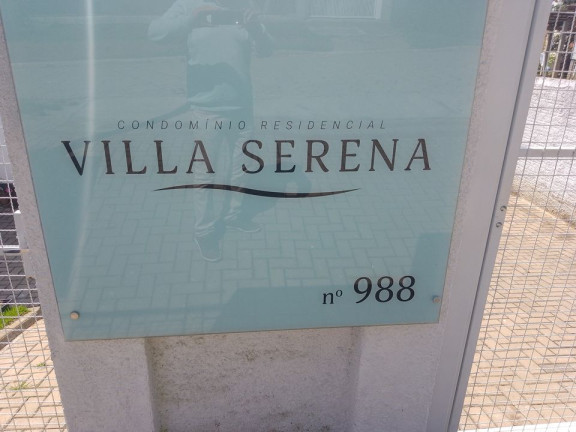 CONDOMÍNIO RESIDENCIAL
VILLA SERENA
nº 988